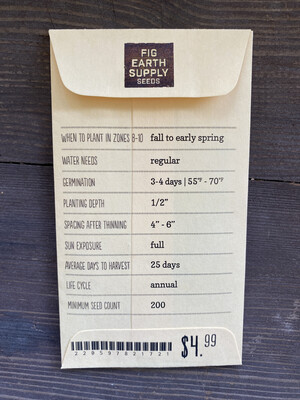 FIG
EARTH
SUPPLY
SEEDS
WHEN TO PLANT IN ZONES 8-10 fall to early spring
WATER NEEDS regular
GERMINATION 3-4 days | 55°F - 70°F
PLANTING DEPTH 1/2"
SPACING AFTER THINNING 4" - 6"
SUN EXPOSURE full
AVERAGE DAYS TO HARVEST 25 days
LIFE CYCLE annual
MINIMUM SEED COUNT 200
$4.99